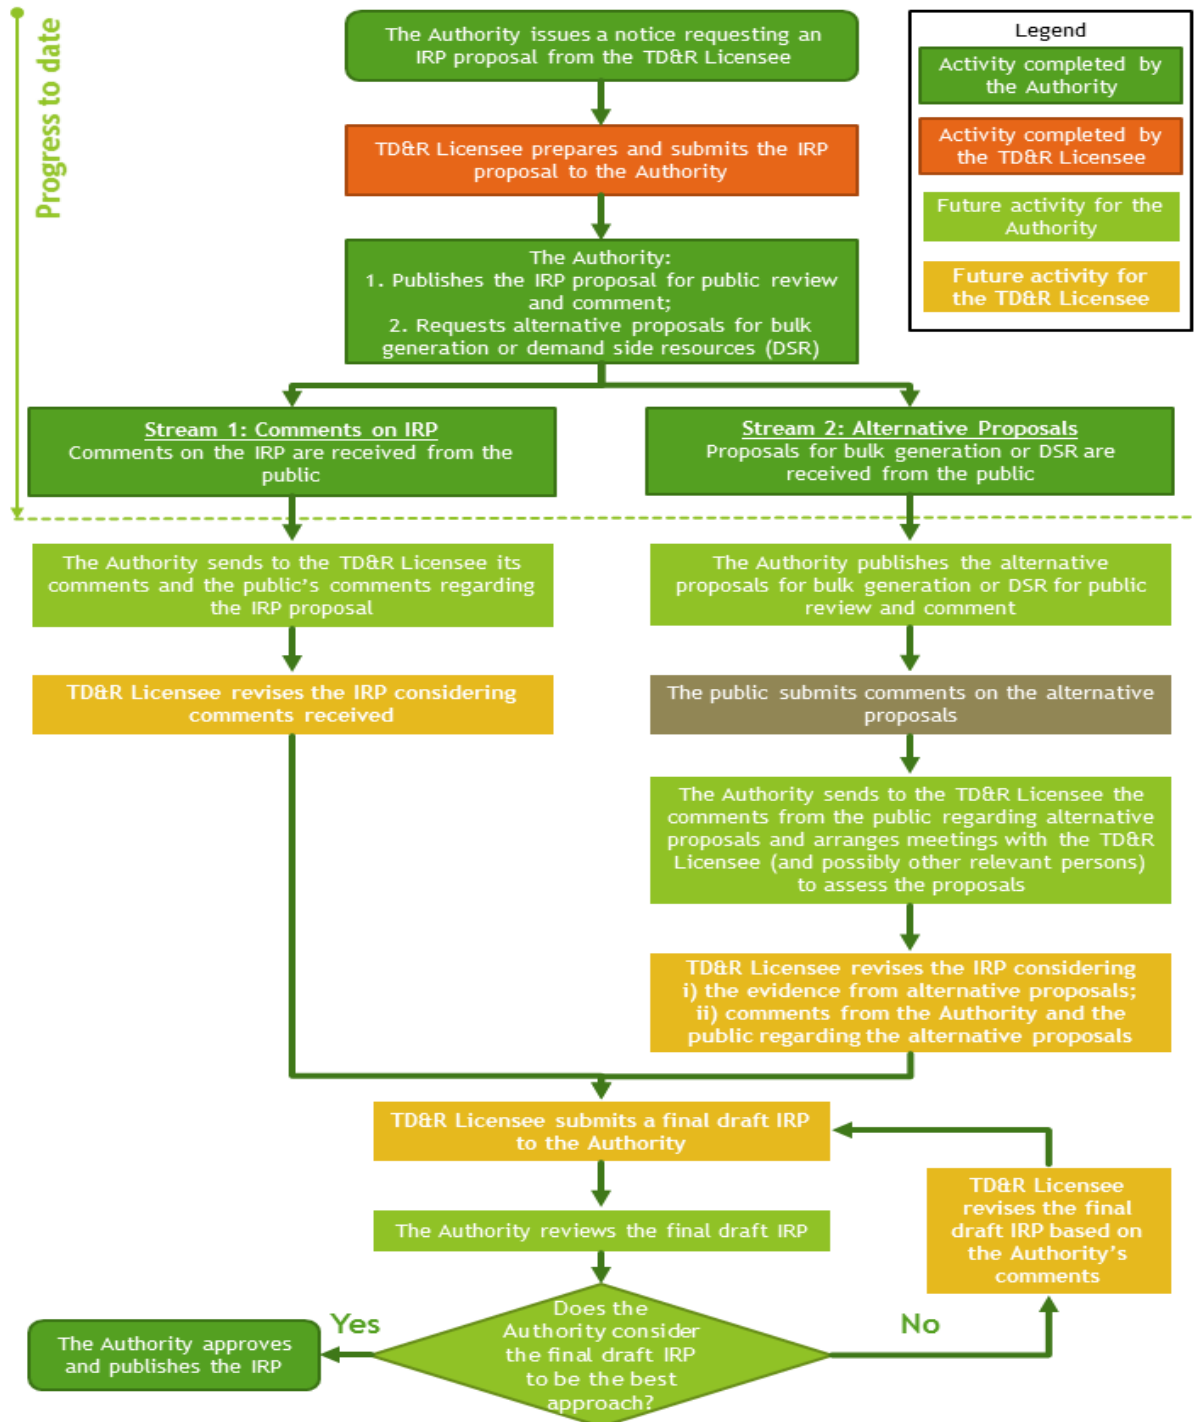 Progress to date
The Authority issues a notice requesting an
IRP proposal from the TD&R Licensee
Legend
Activity completed by
the Authority
Activity completed by
the TD&R Licensee
Future activity for the
Authority
Future activity for
the TD&R Licensee
TD&R Licensee prepares and submits the IRP
proposal to the Authority
The Authority:
1. Publishes the IRP proposal for public review
and comment;
2. Requests alternative proposals for bulk
generation or demand side resources (DSR)
Stream 1: Comments on IRP
Comments on the IRP are received from the
public
Stream 2: Alternative Proposals
Proposals for bulk generation or DSR are
received from the public
The Authority sends to the TD&R Licensee its
comments and the public's comments regarding
the IRP proposal
The Authority publishes the alternative
proposals for bulk generation or DSR for public
review and comment
TD&R Licensee revises the IRP considering
comments received
The public submits comments on the alternative
proposals
The Authority sends to the TD&R Licensee the
comments from the public regarding alternative
proposals and arranges meetings with the TD&R
Licensee (and possibly other relevant persons)
to assess the proposals
TD&R Licensee revises the IRP considering
i) the evidence from alternative proposals;
ii) comments from the Authority and the
public regarding the alternative proposals
TD&R Licensee submits a final draft IRP
to the Authority
The Authority reviews the final draft IRP
TD&R Licensee
revises the final
draft IRP based on
the Authority's
comments
Does the
Authority consider
the final draft IRP
to be the best
approach?
Yes
No
The Authority approves
and publishes the IRP